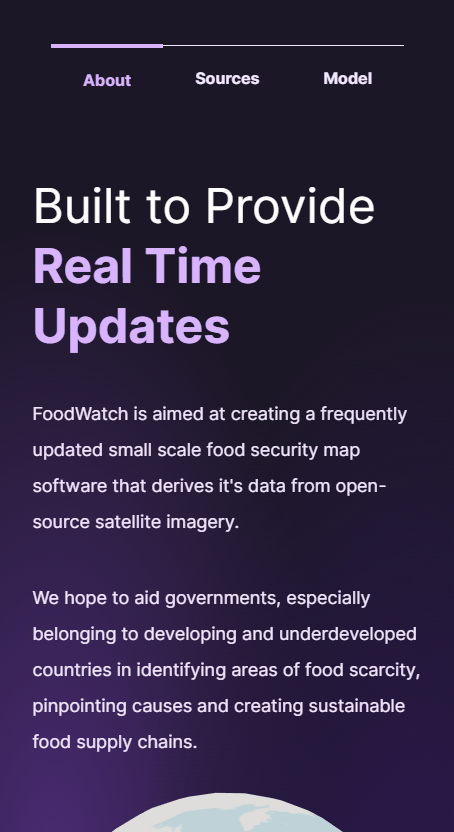 About Sources Model
Built to Provide
Real Time
Updates
FoodWatch is aimed at creating a frequently
updated small scale food security map
software that derives it's data from open-
source satellite imagery.
We hope to aid governments, especially
belonging to developing and underdeveloped
countries in identifying areas of food scarcity,
pinpointing causes and creating sustainable
food supply chains.